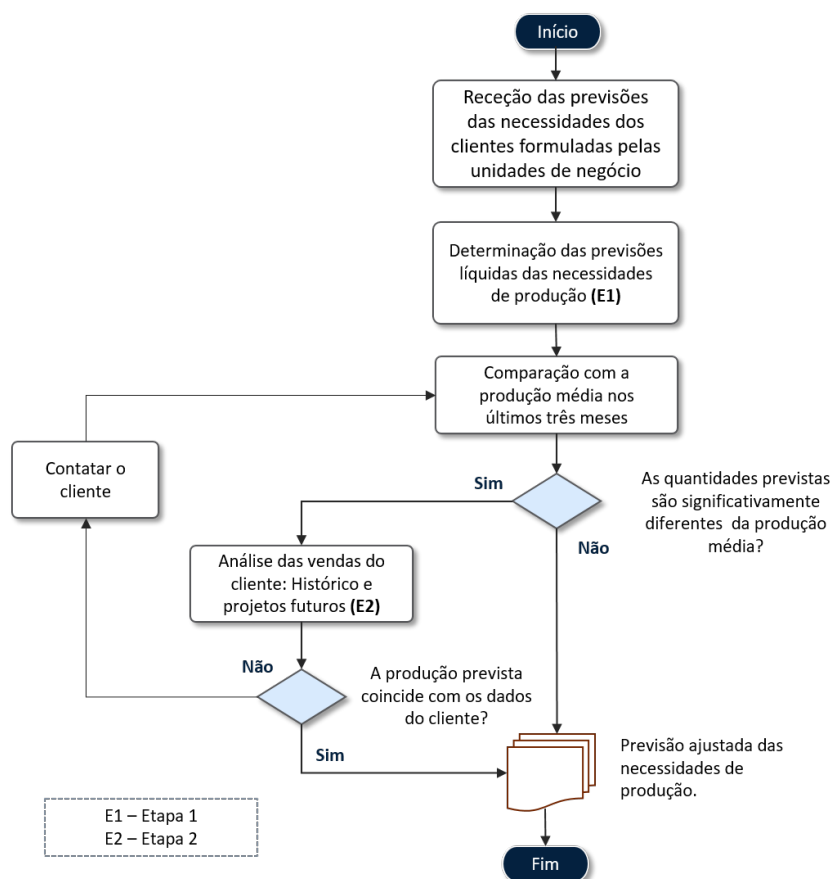 Início
Receção das previsões
das necessidades dos
clientes formuladas pelas
unidades de negócio
Determinação das previsões
líquidas das necessidades
de produção (E1)
Comparação com a
produção média nos
últimos três meses
Contatar o
cliente
Sim
As quantidades previstas
são significativamente
diferentes da produção
média?
Não
Análise das vendas do
cliente: Histórico e
projetos futuros (E2)
Não
A produção prevista
coincide com os dados
do cliente?
Sim
Previsão ajustada das
necessidades de
produção.
E1 – Etapa 1
E2 – Etapa 2
Fim